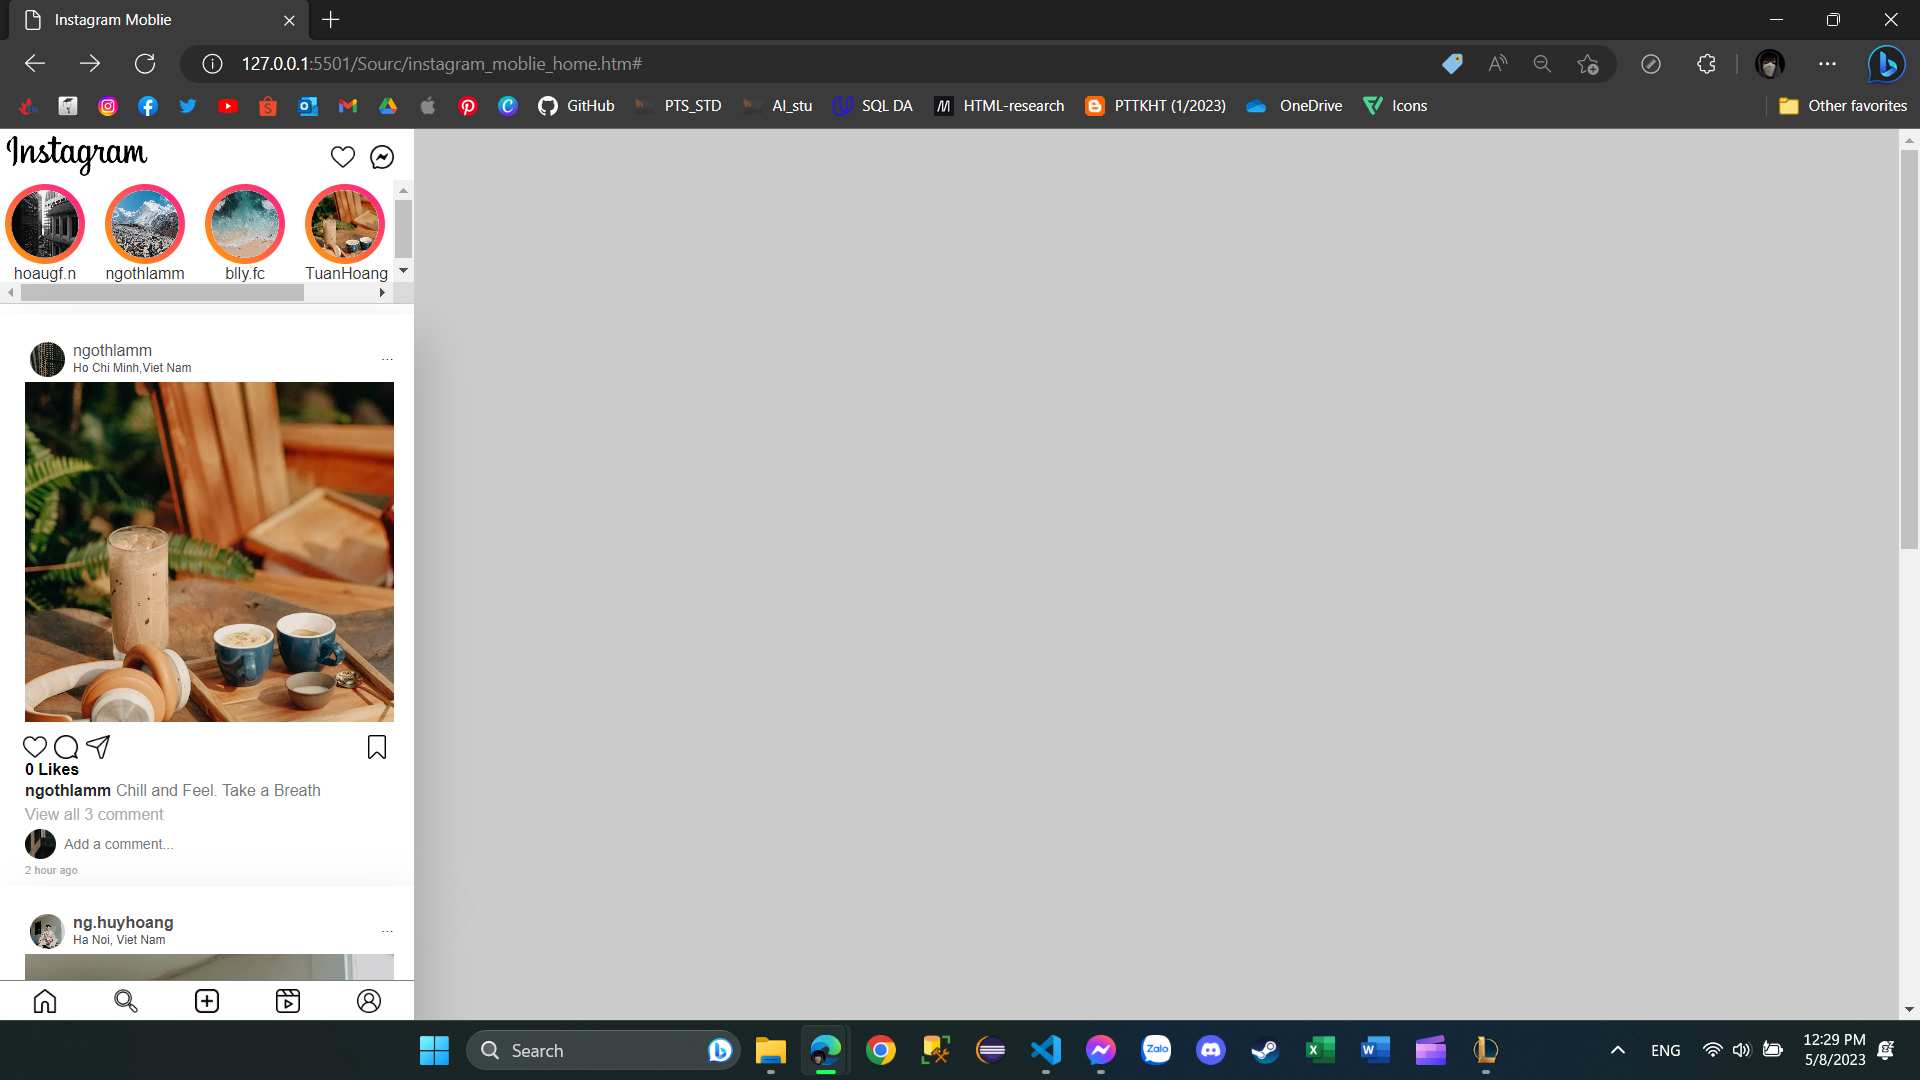 Instagram Moblie
127.0.0.1:5501/Sourc/instagram_moblie_home.htm#
GitHub PTS_STD AI_stu SQL DA HTML-research PTTKHT (1/2023) OneDrive Icons Other favorites
Instagram
hoaugf.n ngothlamm blly.fc TuanHoang
ngothlamm
Ho Chi Minh,Viet Nam
...
0 Likes
ngothlamm Chill and Feel. Take a Breath
View all 3 comment
Add a comment...
2 hour ago
ng.huyhoang
Ha Noi, Viet Nam
...
Search
Zalo
ENG
12:29 PM
5/8/2023